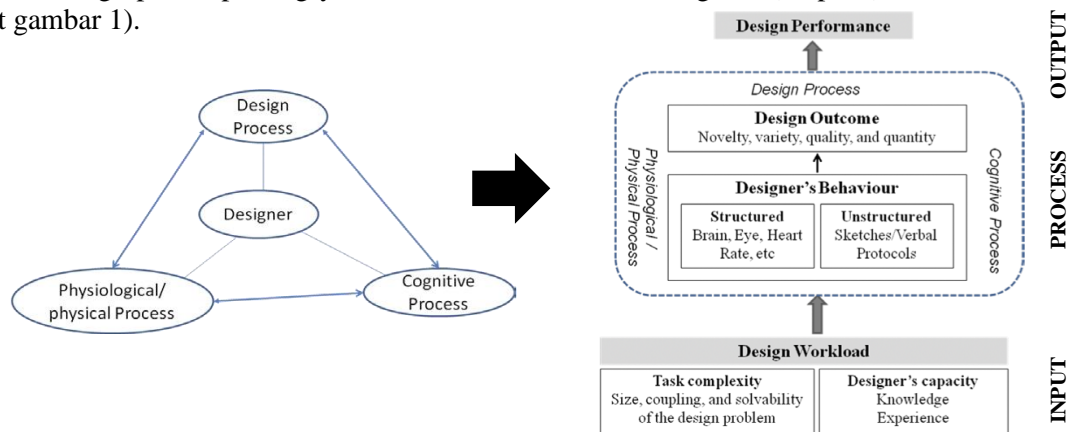 t gambar 1).
Design
Process
Designer
Physiological/
physical Process
Cognitive
Process
Design Performance
Design Process
Design Outcome
Novelty, variety, quality, and quantity
Physiological /
Physical Process
Designer's Behaviour
Structured
Brain, Eye, Heart
Rate, etc
Unstructured
Sketches/Verbal
Protocols
Cognitive Process
Design Workload
Task complexity
Size, coupling, and solvability
of the design problem
Designer's capacity
Knowledge
Experience
OUTPUT
PROCESS
INPUT